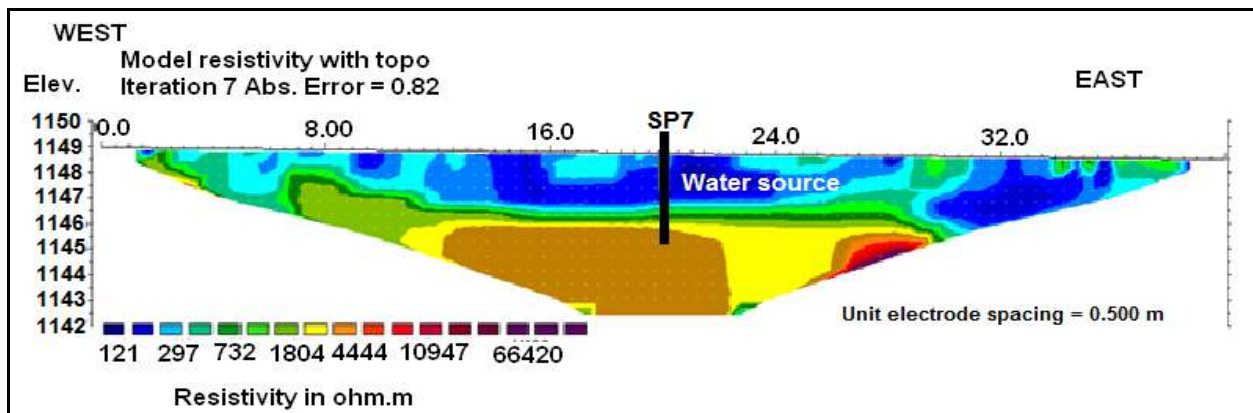 WEST
Model resistivity with topo
Iteration 7 Abs. Error = 0.82
Elev.
EAST
1150
0.0 8.00 16.0 SP7 24.0 32.0
1149
1148
1147
1146
1145
1144
1143
1142
Water source
Unit electrode spacing = 0.500 m
121 297 732 1804 4444 10947 66420
Resistivity in ohm.m